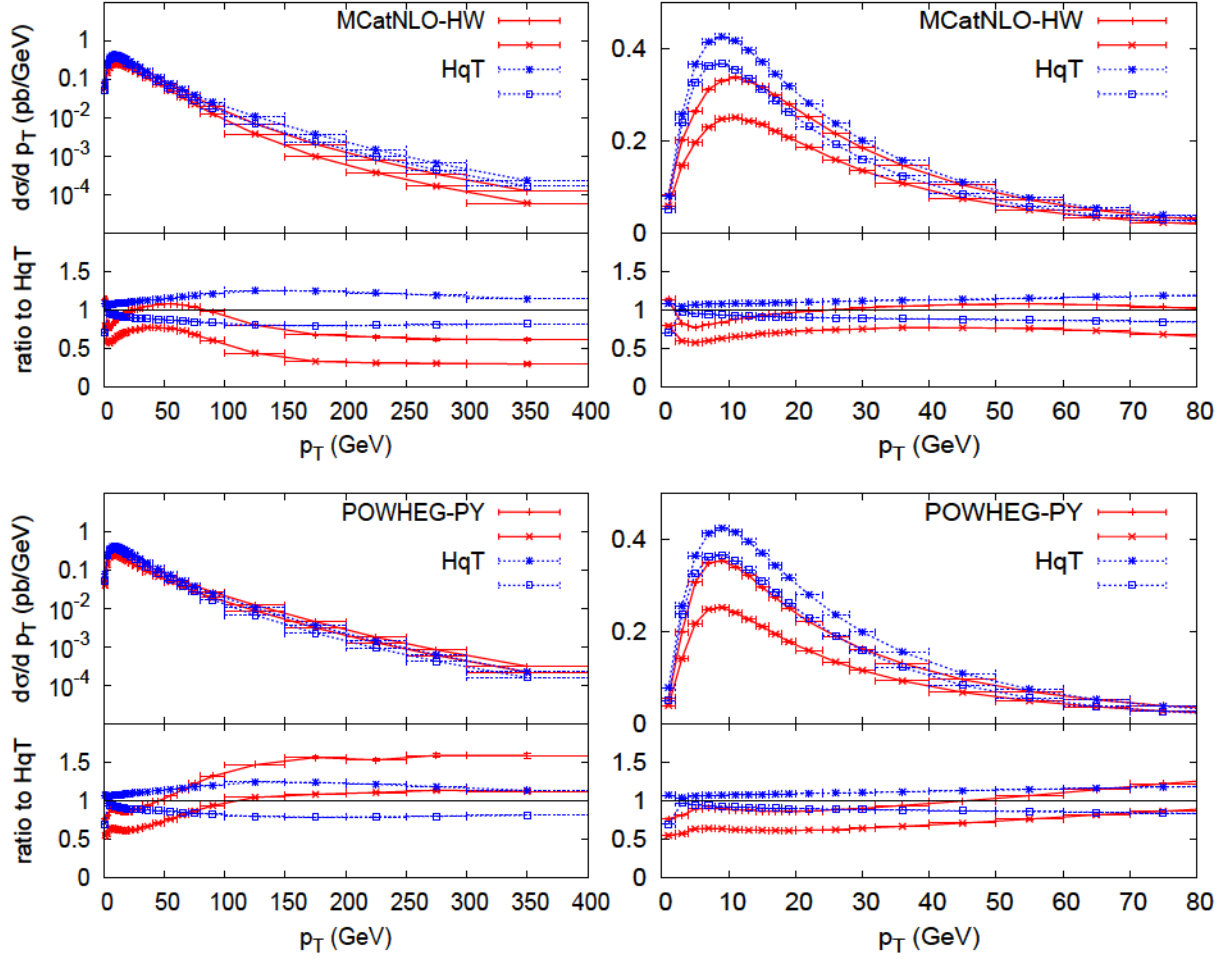 MCatNLO-HW
HqT
dσ/d p_T (pb/GeV)
1
0.1
10^-2
10^-3
10^-4
ratio to HqT
1.5
1
0.5
0
0 50 100 150 200 250 300 350 400
p_T (GeV)
MCatNLO-HW
HqT
0.4
0.2
0
1.5
1
0.5
0
0 10 20 30 40 50 60 70 80
p_T (GeV)
POWHEG-PY
HqT
dσ/d p_T (pb/GeV)
1
0.1
10^-2
10^-3
10^-4
ratio to HqT
1.5
1
0.5
0
0 50 100 150 200 250 300 350 400
p_T (GeV)
POWHEG-PY
HqT
0.4
0.2
0
1.5
1
0.5
0
0 10 20 30 40 50 60 70 80
p_T (GeV)